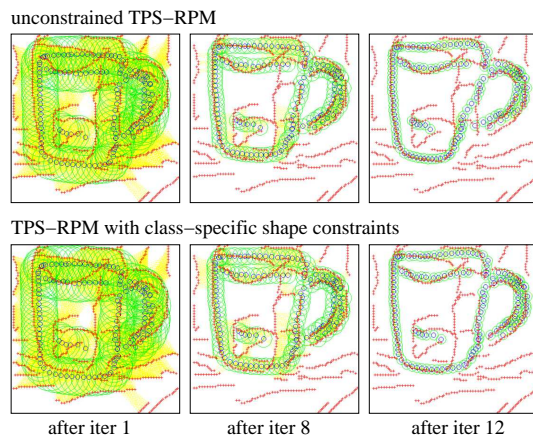 unconstrained TPS−RPM
TPS−RPM with class−specific shape constraints
after iter 1 after iter 8 after iter 12